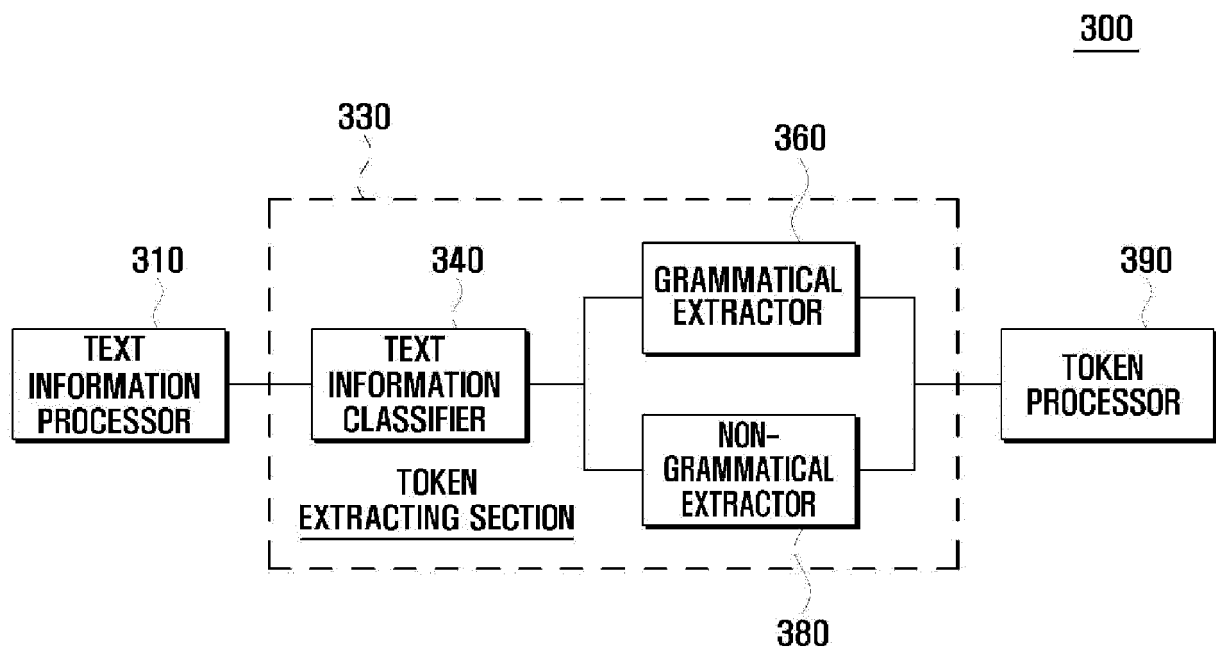 300
330
360
310
340
390
GRAMMATICAL
EXTRACTOR
TEXT
INFORMATION
PROCESSOR
TEXT
INFORMATION
CLASSIFIER
TOKEN
PROCESSOR
NON-
GRAMMATICAL
EXTRACTOR
TOKEN
EXTRACTING SECTION
380